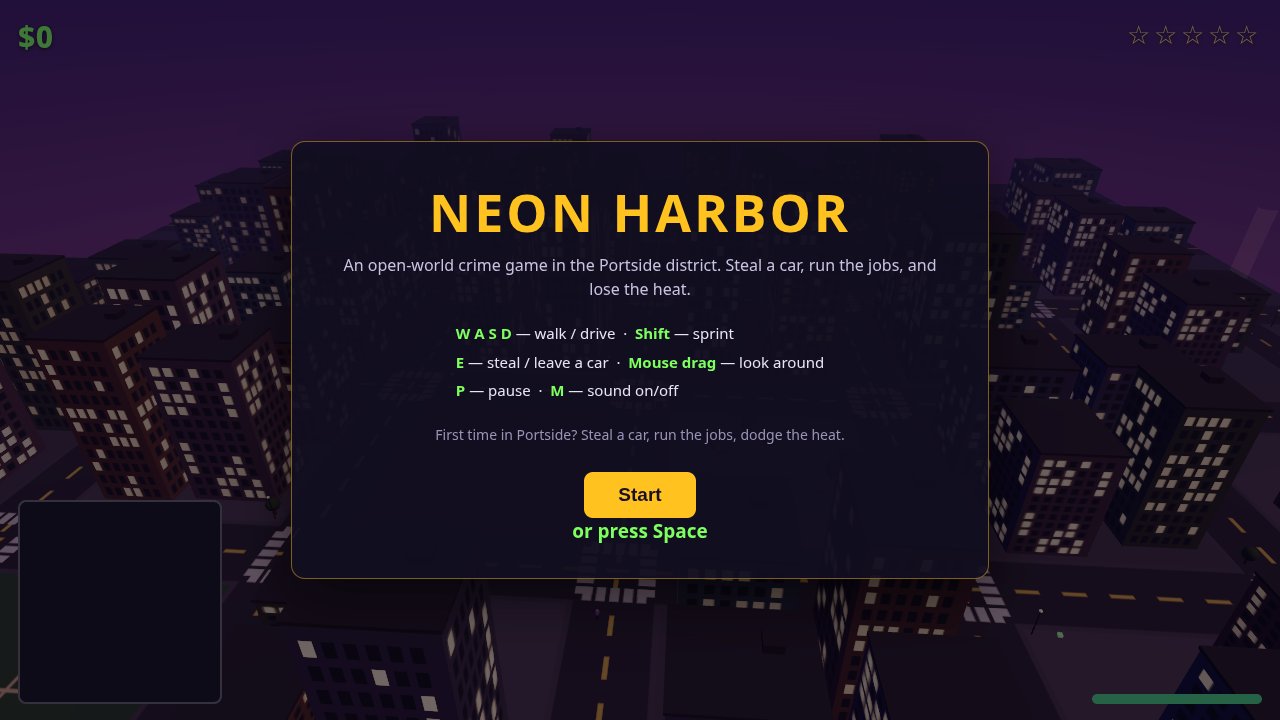 $0
☆☆☆☆☆
NEON HARBOR
An open-world crime game in the Portside district. Steal a car, run the jobs, and
lose the heat.
W A S D — walk / drive · Shift — sprint
E — steal / leave a car · Mouse drag — look around
P — pause · M — sound on/off
First time in Portside? Steal a car, run the jobs, dodge the heat.
Start
or press Space